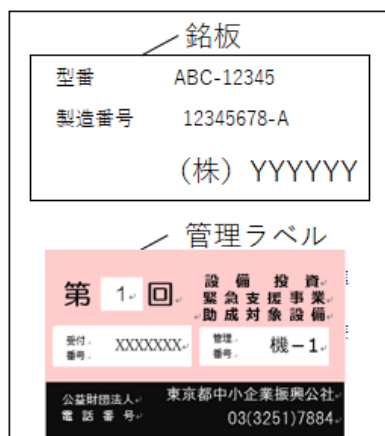 銘板
型番 ABC-12345
製造番号 12345678-A
（株）YYYYYY
管理ラベル
第 1 回 設備投資
緊急支援事業
助成対象設備
受付番号 XXXXXXX 管理番号 機－1
公益財団法人 東京都中小企業振興公社
電話番号 03(3251)7884